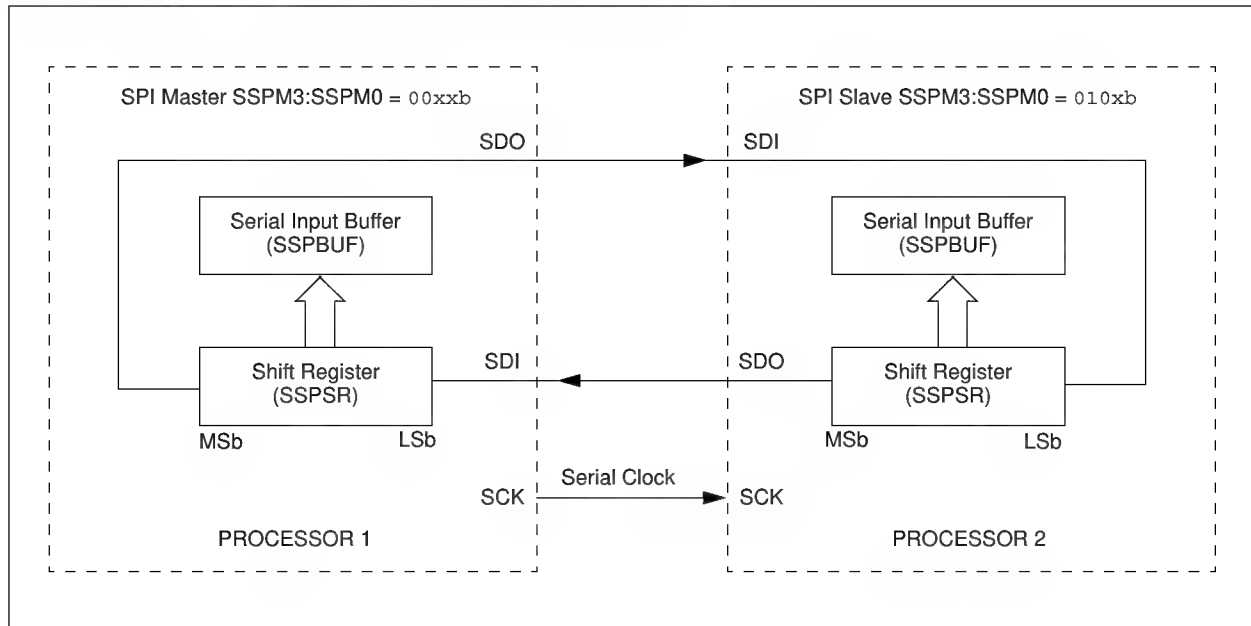 SPI Master SSPM3:SSPM0 = 00xxb
SDO
Serial Input Buffer
(SSPBUF)
Shift Register
(SSPSR)
MSb
LSb
SDI
SCK
PROCESSOR 1
Serial Clock
SPI Slave SSPM3:SSPM0 = 010xb
SDI
Serial Input Buffer
(SSPBUF)
SDO
Shift Register
(SSPSR)
MSb
LSb
SCK
PROCESSOR 2